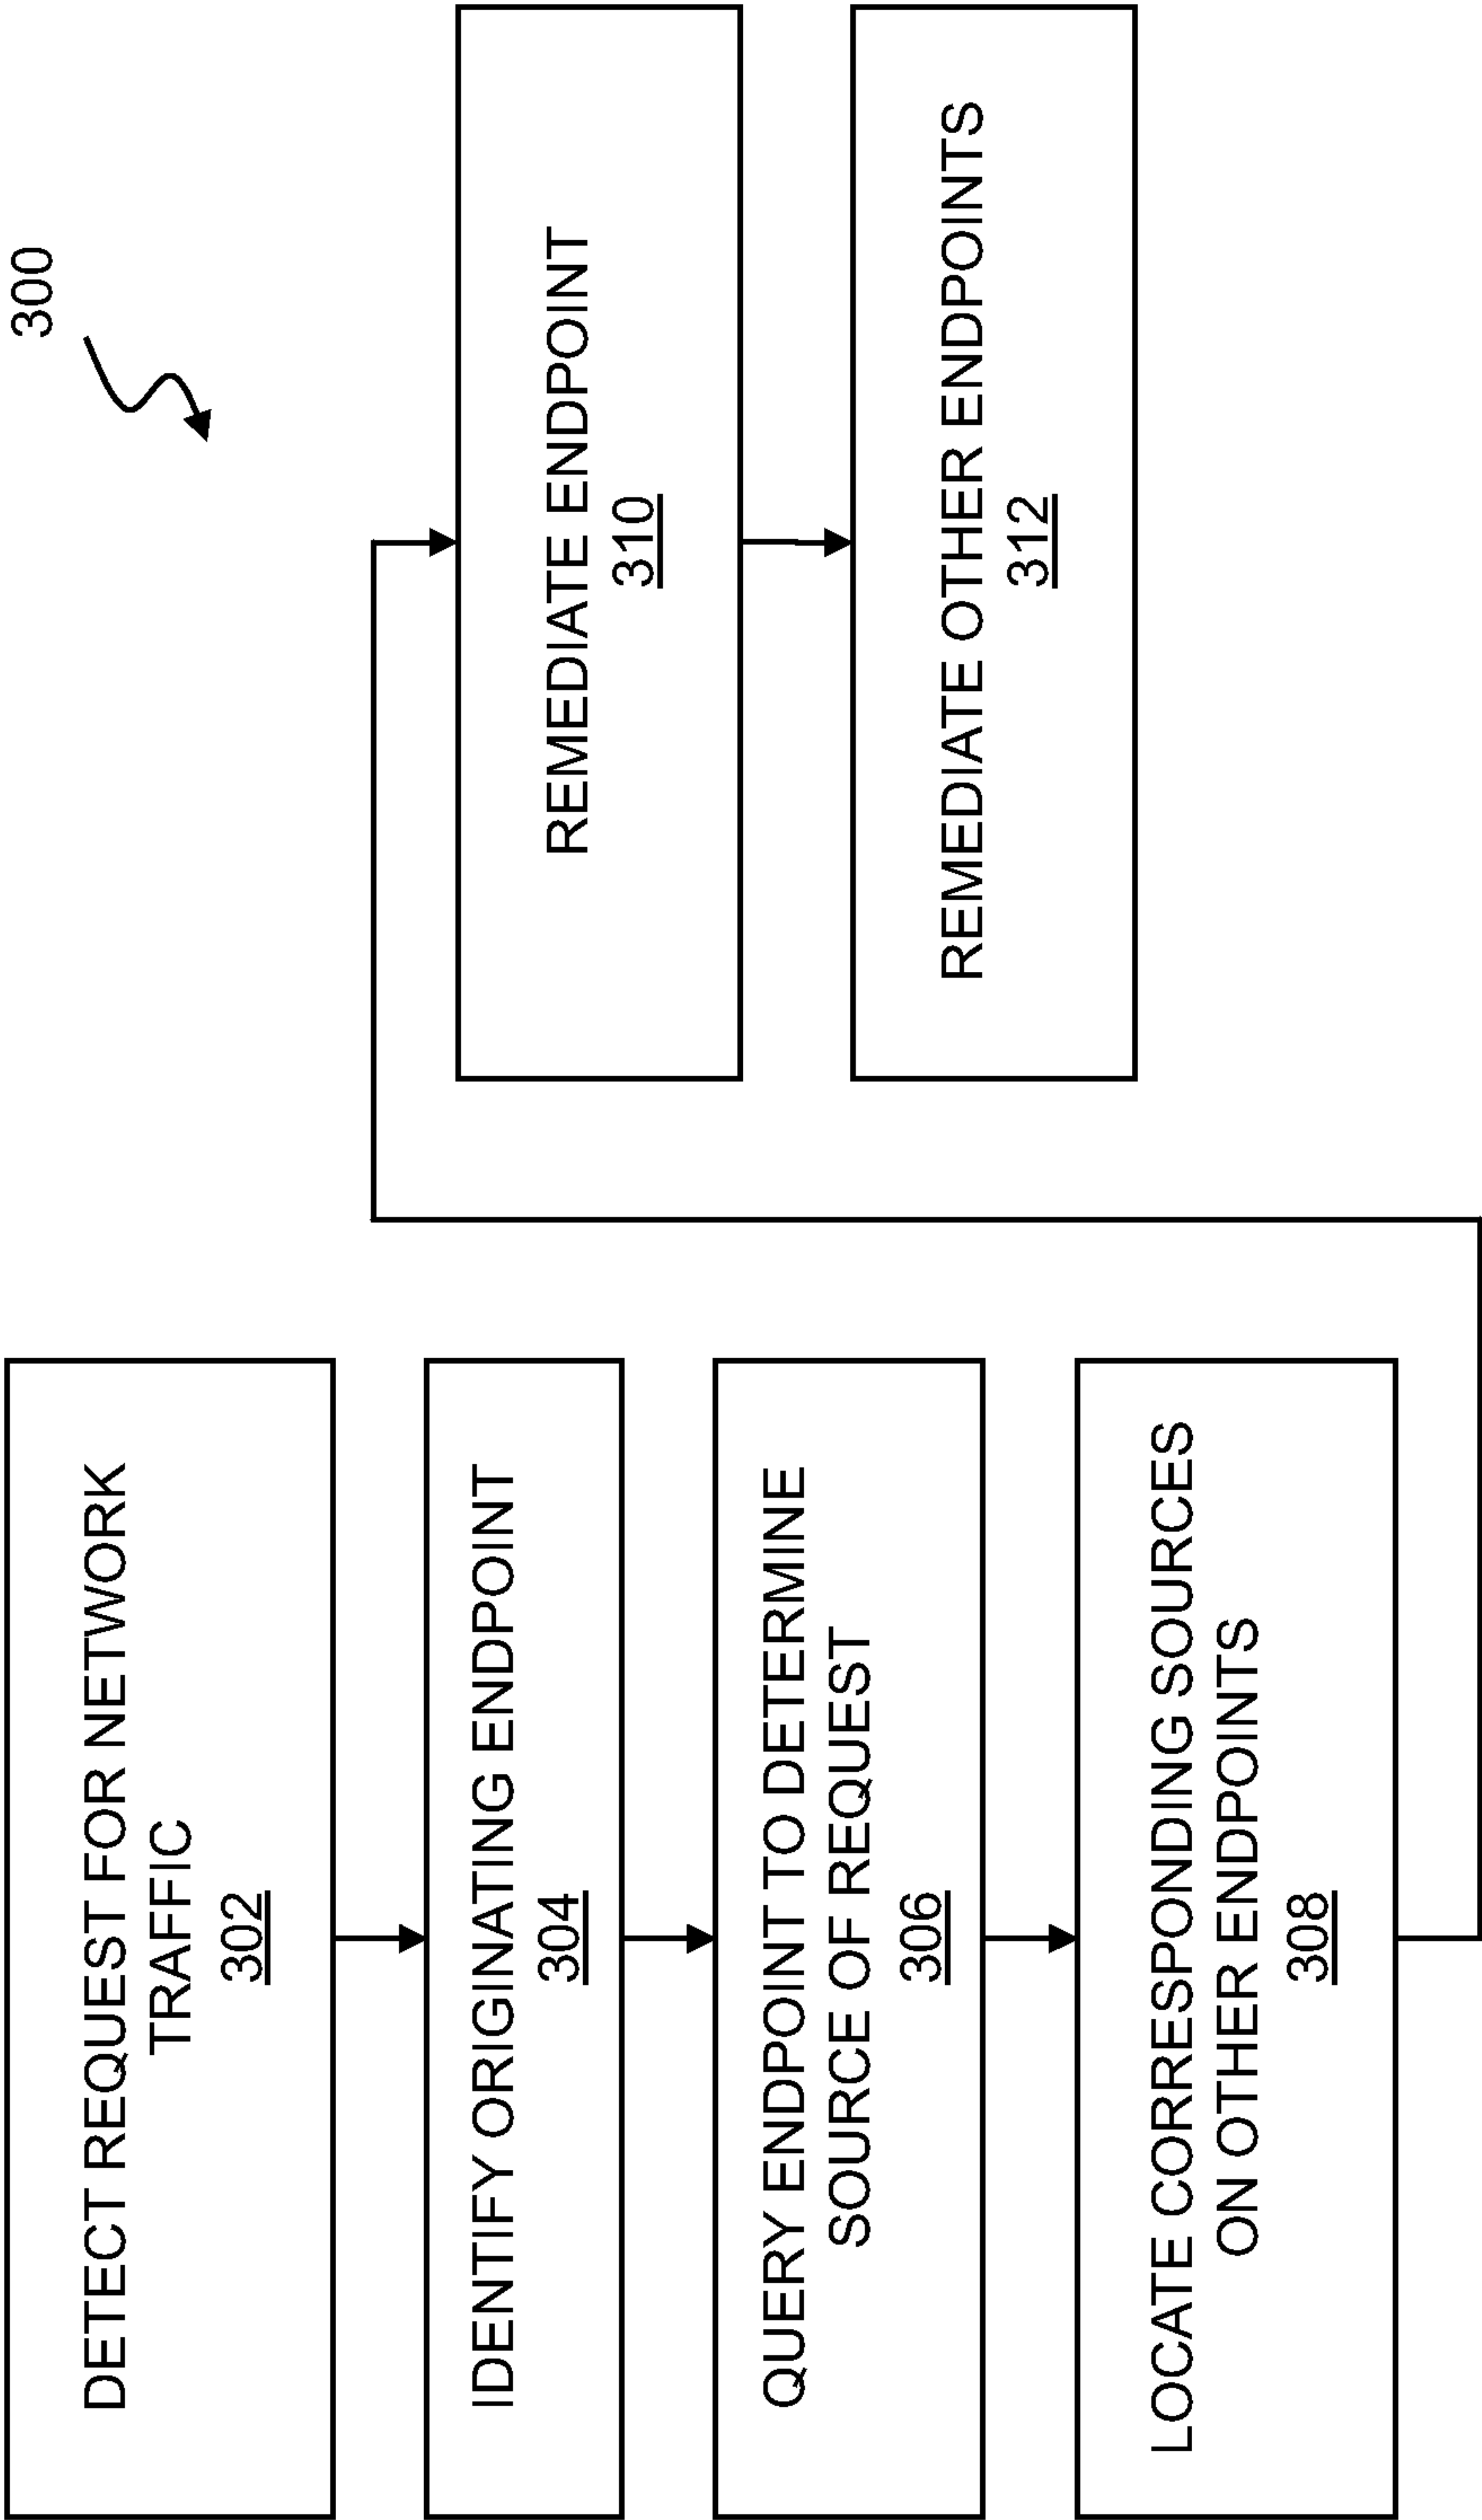 300
DETECT REQUEST FOR NETWORK
TRAFFIC
302
IDENTIFY ORIGINATING ENDPOINT
304
QUERY ENDPOINT TO DETERMINE
SOURCE OF REQUEST
306
LOCATE CORRESPONDING SOURCES
ON OTHER ENDPOINTS
308
REMEDIATE ENDPOINT
310
REMEDIATE OTHER ENDPOINTS
312